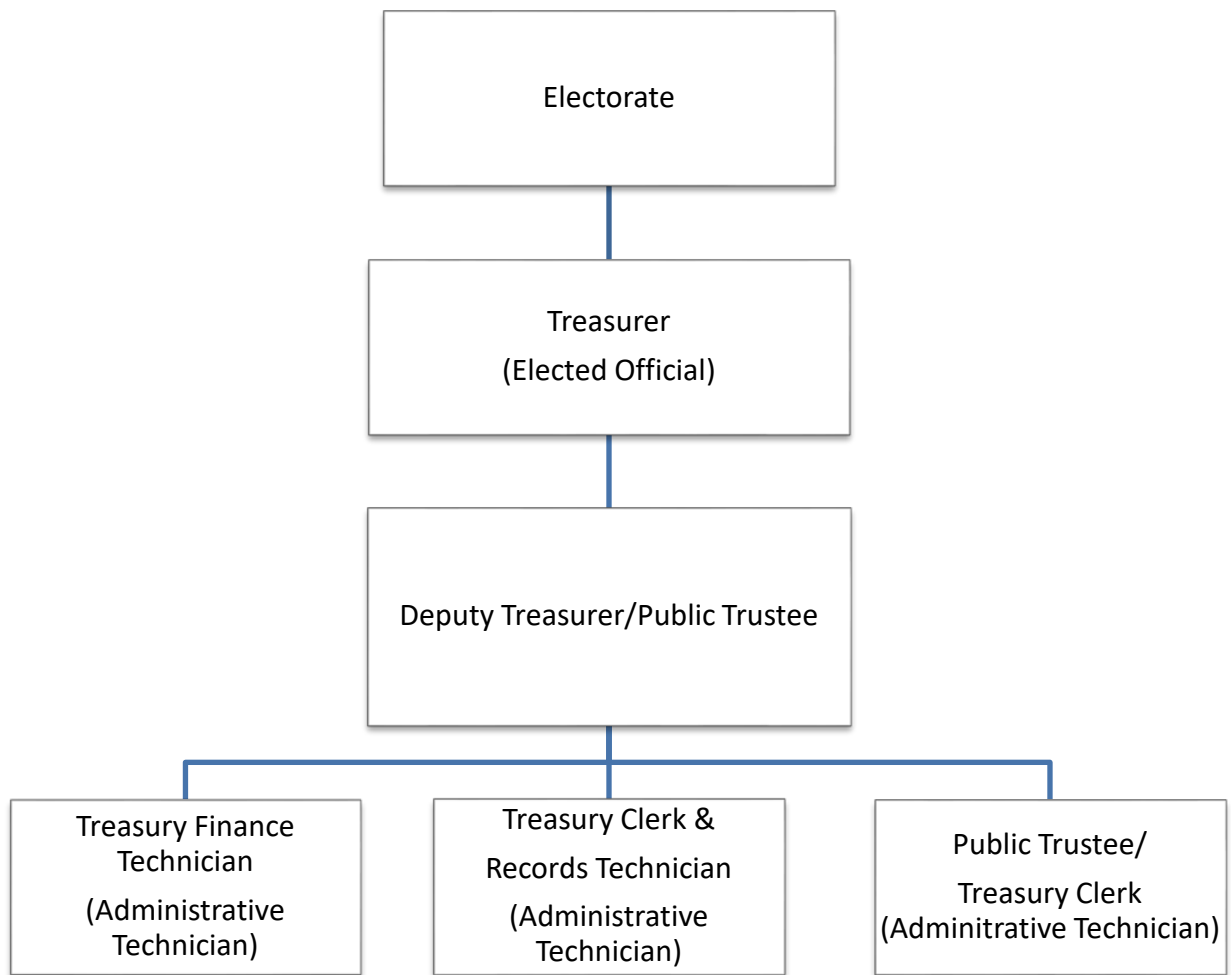 Electorate
Treasurer
(Elected Official)
Deputy Treasurer/Public Trustee
Treasury Finance
Technician
(Administrative
Technician)
Treasury Clerk &
Records Technician
(Administrative
Technician)
Public Trustee/
Treasury Clerk
(Adminitrative Technician)